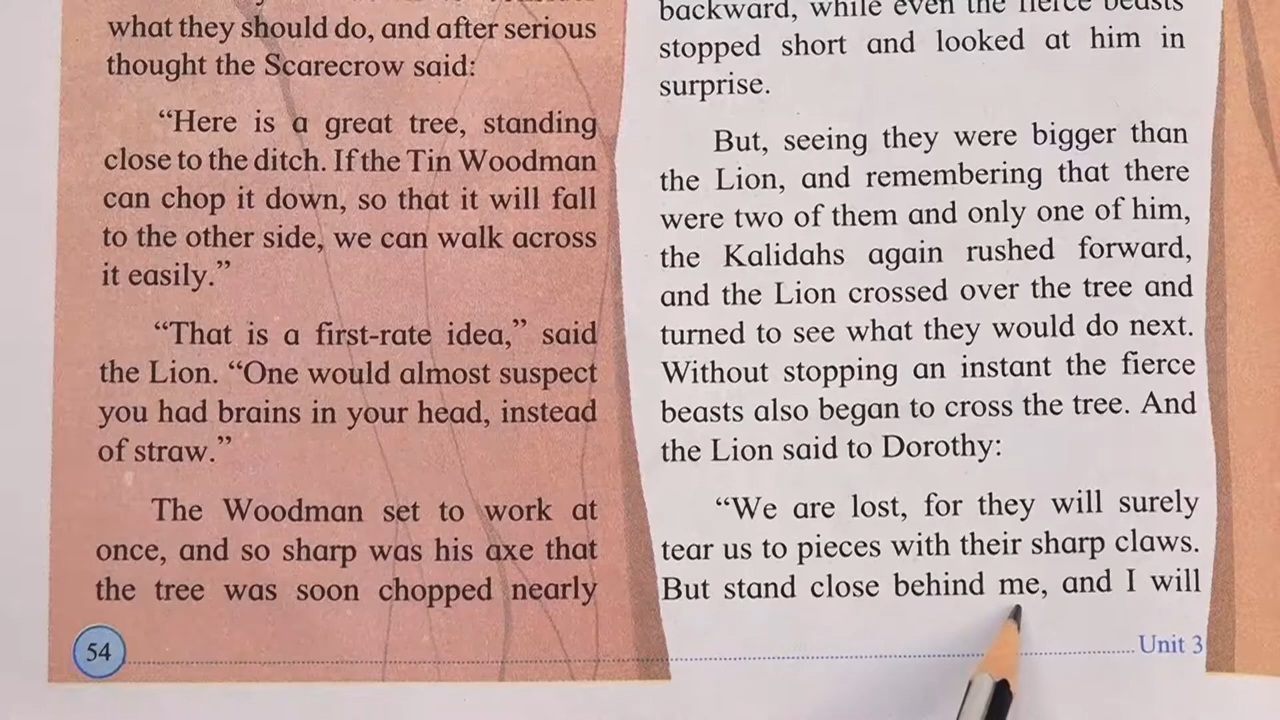 what they should do, and after serious
thought the Scarecrow said:
“Here is a great tree, standing
close to the ditch. If the Tin Woodman
can chop it down, so that it will fall
to the other side, we can walk across
it easily.”
“That is a first-rate idea,” said
the Lion. “One would almost suspect
you had brains in your head, instead
of straw.”
The Woodman set to work at
once, and so sharp was his axe that
the tree was soon chopped nearly
backward, while even the fierce beasts
stopped short and looked at him in
surprise.
But, seeing they were bigger than
the Lion, and remembering that there
were two of them and only one of him,
the Kalidahs again rushed forward,
and the Lion crossed over the tree and
turned to see what they would do next.
Without stopping an instant the fierce
beasts also began to cross the tree. And
the Lion said to Dorothy:
“We are lost, for they will surely
tear us to pieces with their sharp claws.
But stand close behind me, and I will
54
Unit 3